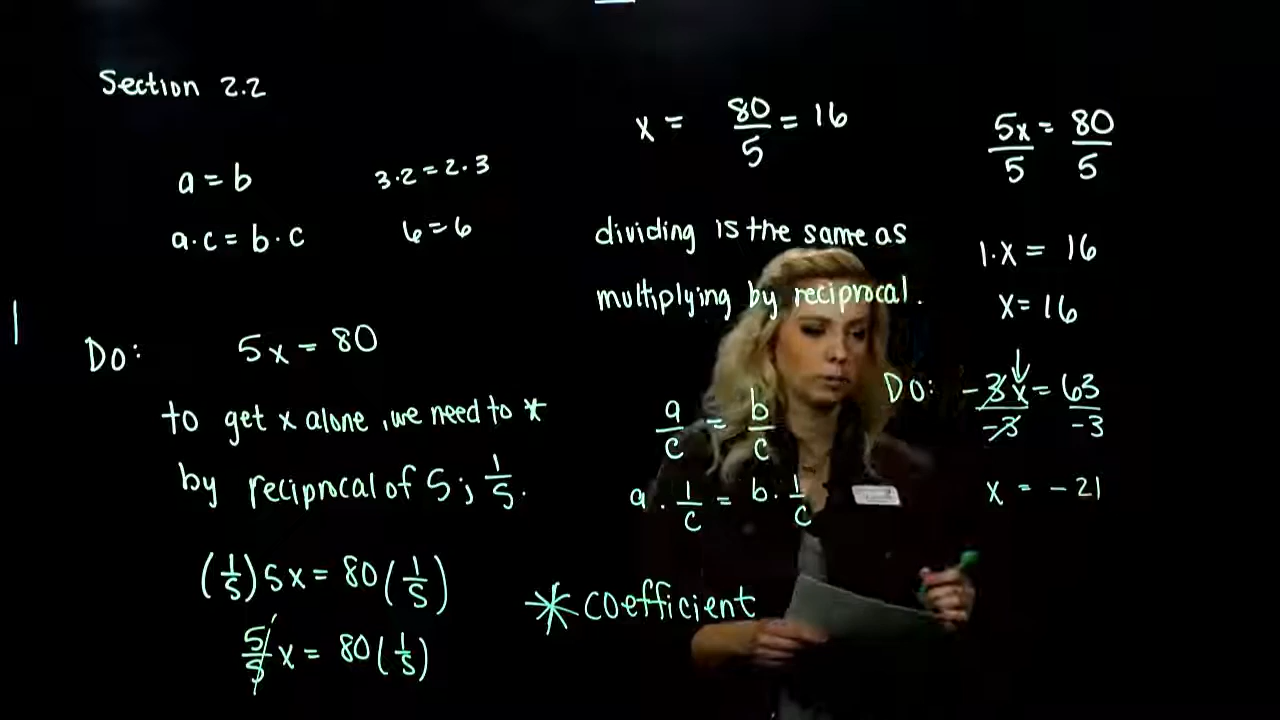 Section 2.2
a = b
3·2 = 2·3
a·c = b·c
6 = 6
Do: 5x = 80
to get x alone, we need to *
by reciprocal of 5; 1/5.
(1/5)5x = 80(1/5)
5/5 x = 80(1/5)
x = 80/5 = 16
dividing is the same as
multiplying by reciprocal.
a/c = b/c
a · 1/c = b · 1/c
* coefficient
5x/5 = 80/5
1·x = 16
x = 16
Do: -3x/-3 = 63/-3
x = -21